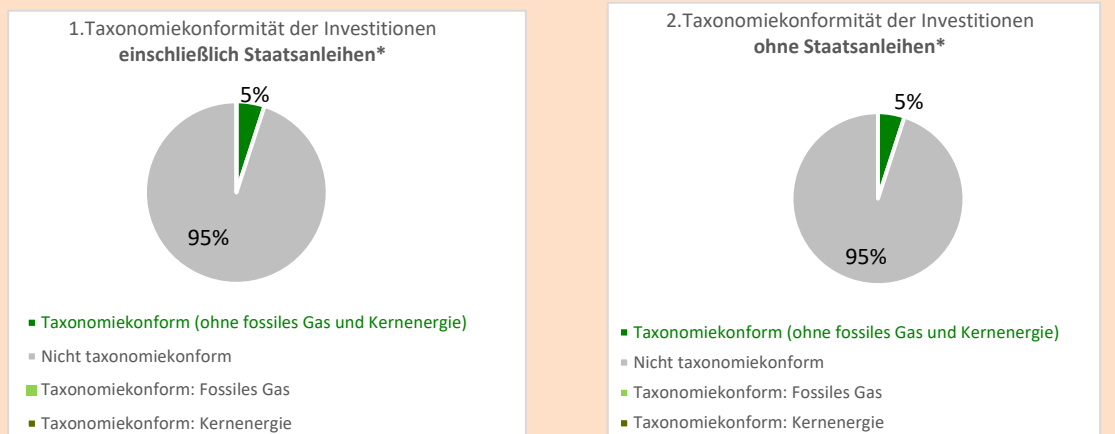 1.Taxonomiekonformität der Investitionen
einschließlich Staatsanleihen*
5%
95%
Taxonomiekonform (ohne fossiles Gas und Kernenergie)
Nicht taxonomiekonform
Taxonomiekonform: Fossiles Gas
Taxonomiekonform: Kernenergie
2.Taxonomiekonformität der Investitionen
ohne Staatsanleihen*
5%
95%
Taxonomiekonform (ohne fossiles Gas und Kernenergie)
Nicht taxonomiekonform
Taxonomiekonform: Fossiles Gas
Taxonomiekonform: Kernenergie